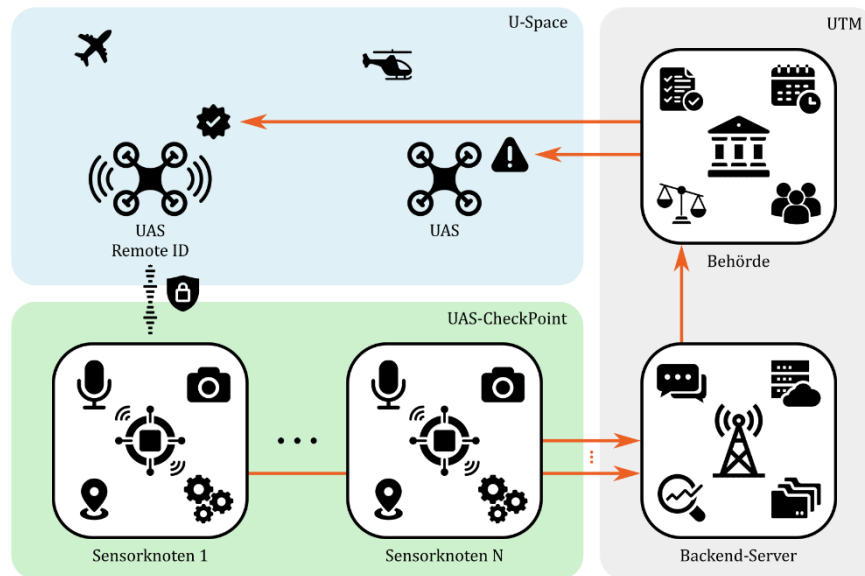 U-Space
UTM
UAS
Remote ID
UAS
Behörde
UAS-CheckPoint
Sensorknoten 1
Sensorknoten N
Backend-Server